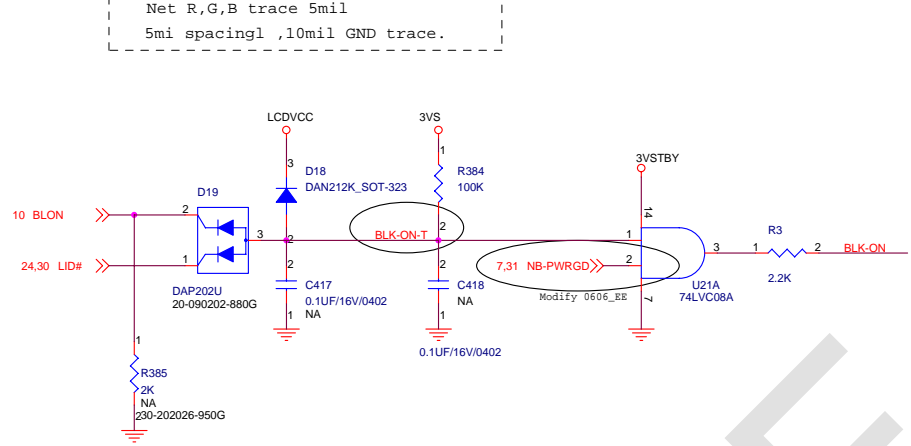 Net R,G,B trace 5mil
5mi spacingl ,10mil GND trace.
LCDVCC
3VS
3VSTBY
3
D18
DAN212K_SOT-323
1
R384
100K
14
D19
10 BLON
2
3
2
BLK-ON-T
2
1
3
R3
1
2
BLK-ON
2.2K
24,30 LID#
1
7,31 NB-PWRGD
2
Modify 0606_EE
U21A
74LVC08A
7
DAP202U
20-090202-880G
2
C417
0.1UF/16V/0402
NA
1
2
C418
NA
1
0.1UF/16V/0402
1
R385
2K
NA
2
30-202026-950G